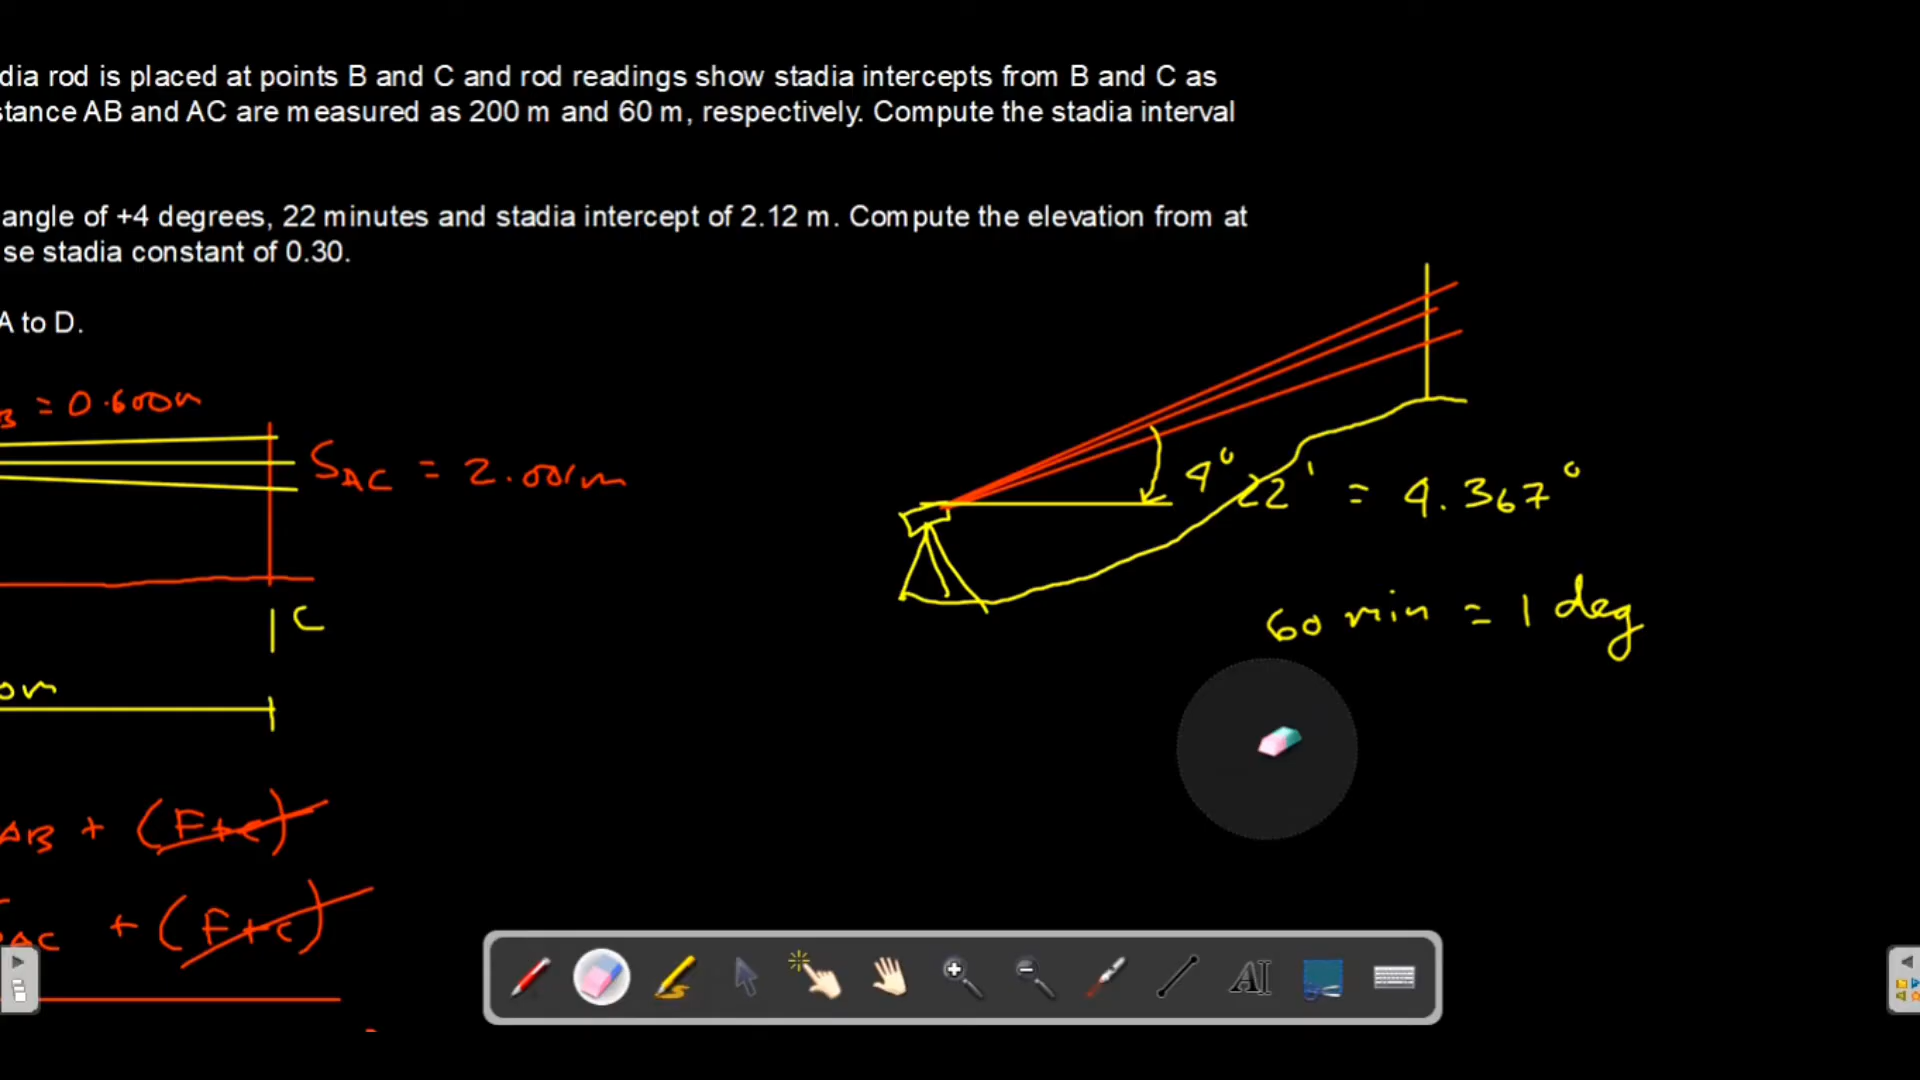 dia rod is placed at points B and C and rod readings show stadia intercepts from B and C as
stance AB and AC are measured as 200 m and 60 m, respectively. Compute the stadia interval
angle of +4 degrees, 22 minutes and stadia intercept of 2.12 m. Compute the elevation from at
se stadia constant of 0.30.
A to D.
B = 0.600m
S AC = 2.001m
4° 22' = 4.367°
60 min = 1 deg
C
0m
AB + (F+C)
AC + (F+C)
AI